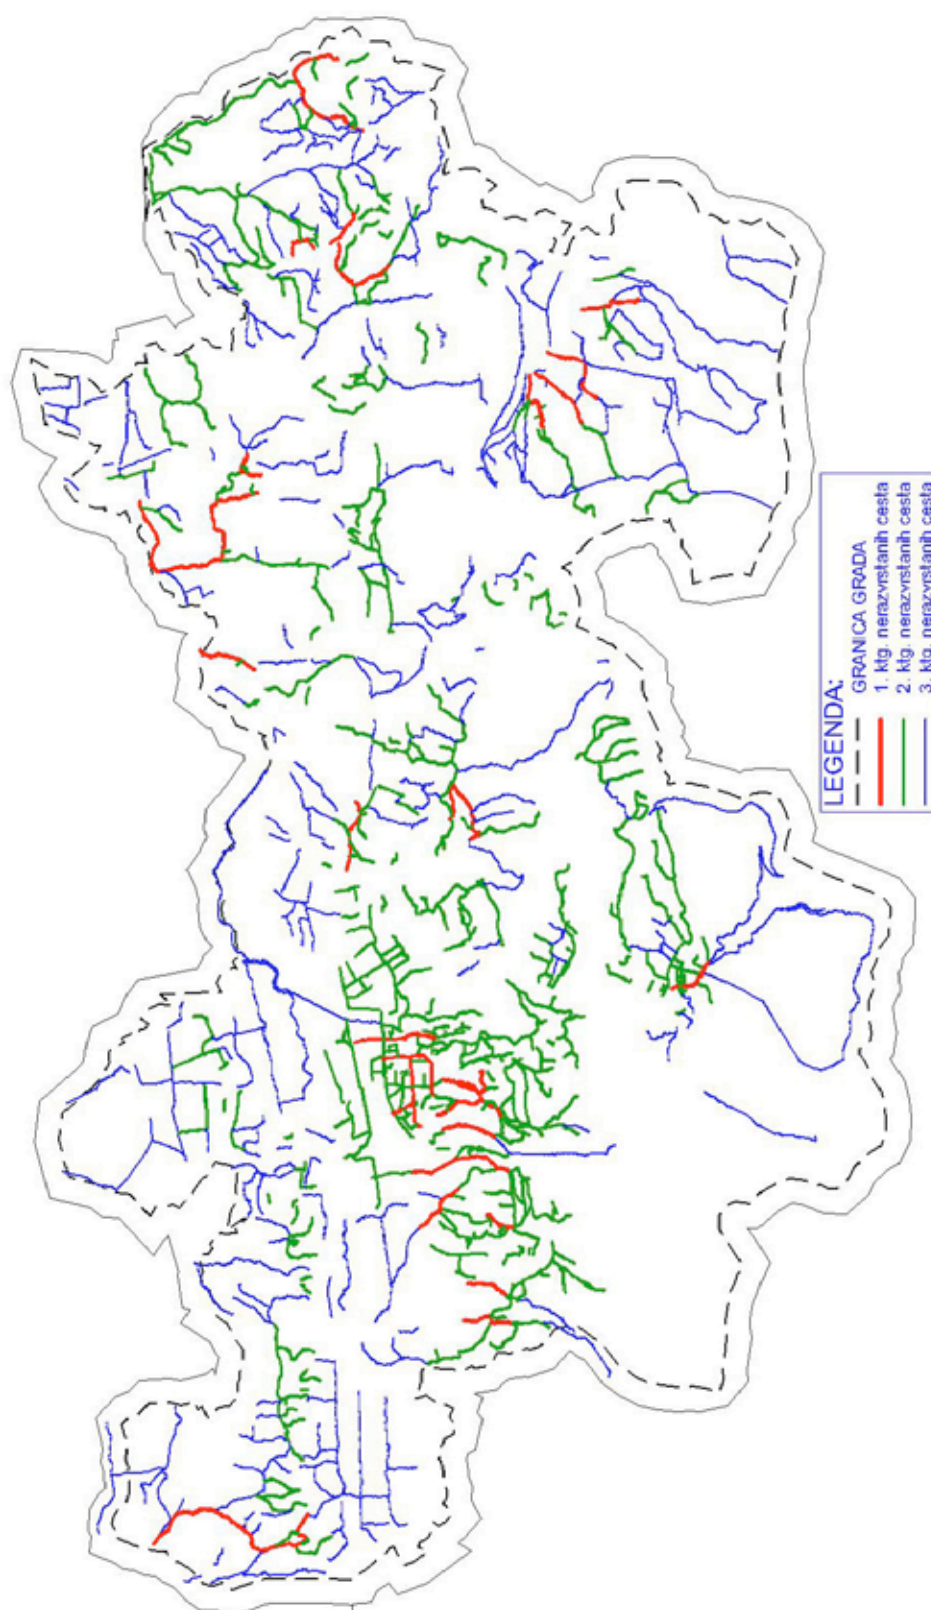 LEGENDA:
GRANICA GRADA
1. ktg. nerazvrstanih cesta
2. ktg. nerazvrstanih cesta
3. ktg. nerazvrstanih cesta